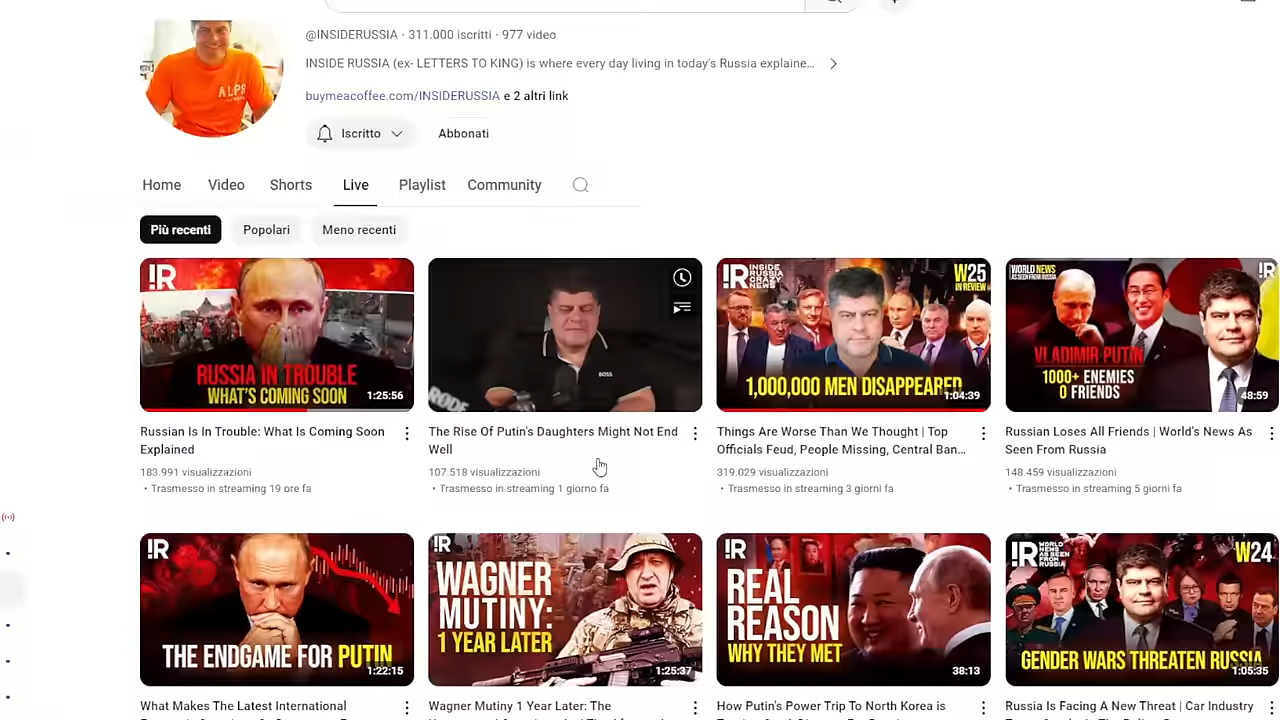 @INSIDERUSSIA · 311.000 iscritti · 977 video
INSIDE RUSSIA (ex- LETTERS TO KING) is where every day living in today's Russia explaine...
buymeacoffee.com/INSIDERUSSIA e 2 altri link
Iscritto
Abbonati
ALPS
Home Video Shorts Live Playlist Community
Più recenti Popolari Meno recenti
!R
RUSSIA IN TROUBLE
WHAT'S COMING SOON
1:25:56
RODE
BOSS
!R INSIDE
RUSSIA
CRAZY
NEWS
W25
IN REVIEW
1,000,000 MEN DISAPPEARED
1:04:39
WORLD NEWS
AS SEEN FROM RUSSIA
!R
VLADIMIR PUTIN
1000+ ENEMIES
0 FRIENDS
48:59
Russian Is In Trouble: What Is Coming Soon
Explained
183.991 visualizzazioni
• Trasmesso in streaming 19 ore fa
The Rise Of Putin's Daughters Might Not End
Well
107.518 visualizzazioni
• Trasmesso in streaming 1 giorno fa
Things Are Worse Than We Thought | Top
Officials Feud, People Missing, Central Ban...
319.029 visualizzazioni
• Trasmesso in streaming 3 giorni fa
Russian Loses All Friends | World's News As
Seen From Russia
148.459 visualizzazioni
• Trasmesso in streaming 5 giorni fa
!R
THE ENDGAME FOR PUTIN
1:22:15
!R
WAGNER
MUTINY:
1 YEAR LATER
1:25:37
!R
REAL
REASON
WHY THEY MET
38:13
!R WORLD
NEWS
AS SEEN
FROM
RUSSIA
W24
GENDER WARS THREATEN RUSSIA
1:05:35
What Makes The Latest International
Wagner Mutiny 1 Year Later: The
How Putin's Power Trip To North Korea is
Russia Is Facing A New Threat | Car Industry